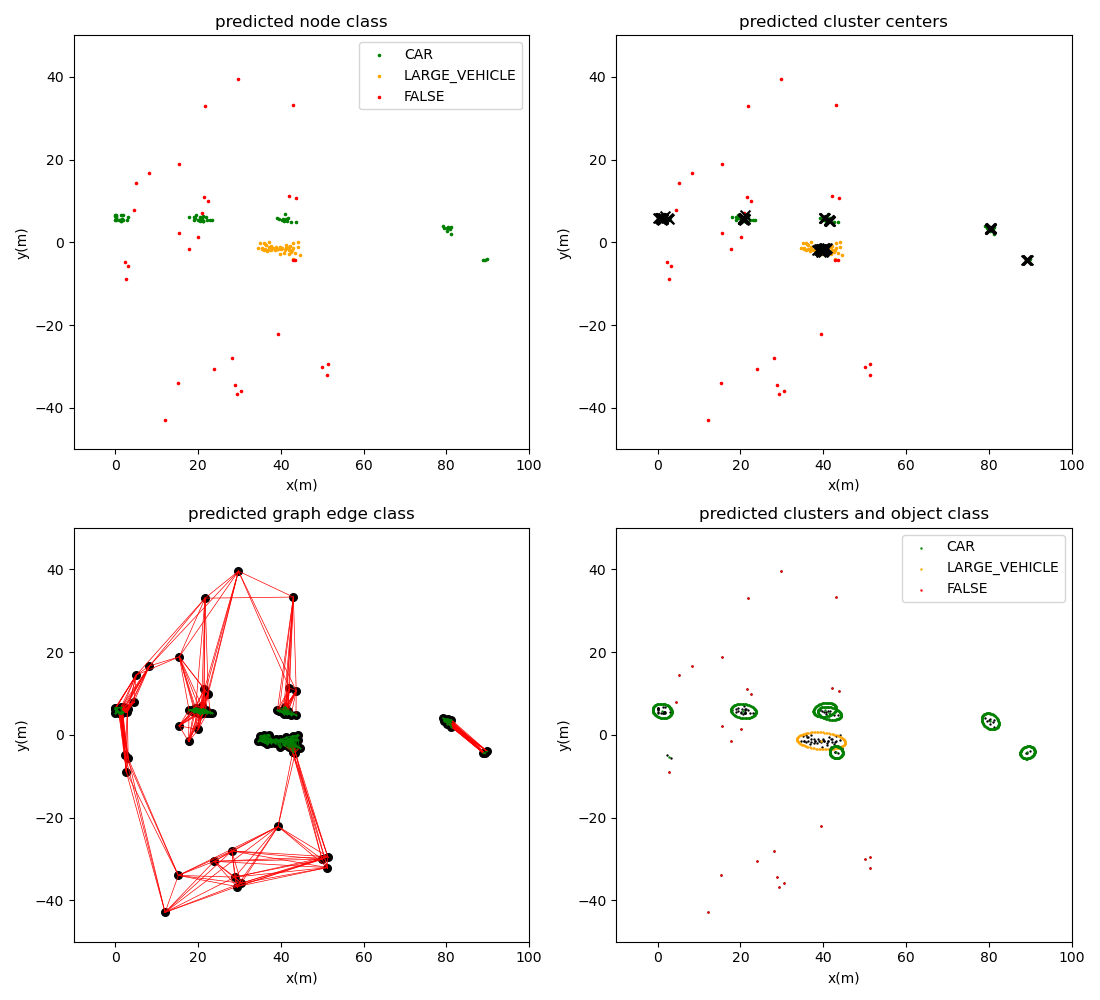 predicted node class
CAR
LARGE_VEHICLE
FALSE
40
20
0
−20
−40
y(m)
0 20 40 60 80 100
x(m)
predicted cluster centers
40
20
0
−20
−40
y(m)
0 20 40 60 80 100
x(m)
predicted graph edge class
40
20
0
−20
−40
y(m)
0 20 40 60 80 100
x(m)
predicted clusters and object class
CAR
LARGE_VEHICLE
FALSE
40
20
0
−20
−40
y(m)
0 20 40 60 80 100
x(m)